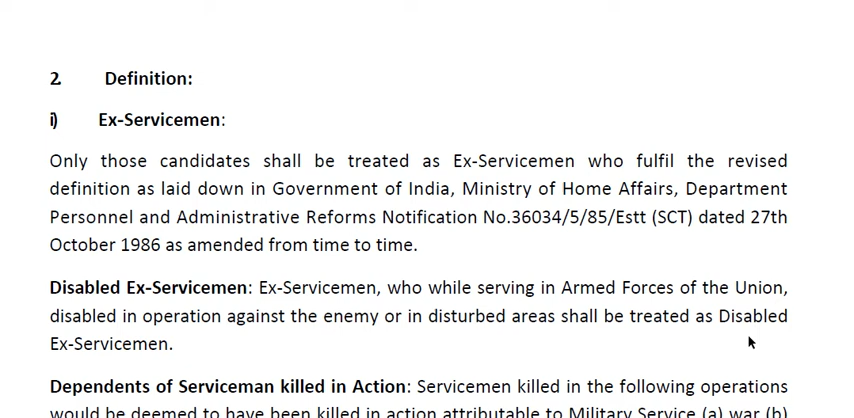 2. Definition:
i) Ex-Servicemen:
Only those candidates shall be treated as Ex-Servicemen who fulfil the revised
definition as laid down in Government of India, Ministry of Home Affairs, Department
Personnel and Administrative Reforms Notification No.36034/5/85/Estt (SCT) dated 27th
October 1986 as amended from time to time.
Disabled Ex-Servicemen: Ex-Servicemen, who while serving in Armed Forces of the Union,
disabled in operation against the enemy or in disturbed areas shall be treated as Disabled
Ex-Servicemen.
Dependents of Serviceman killed in Action: Servicemen killed in the following operations
would be deemed to have been killed in action attributable to Military Service (a) war (b)